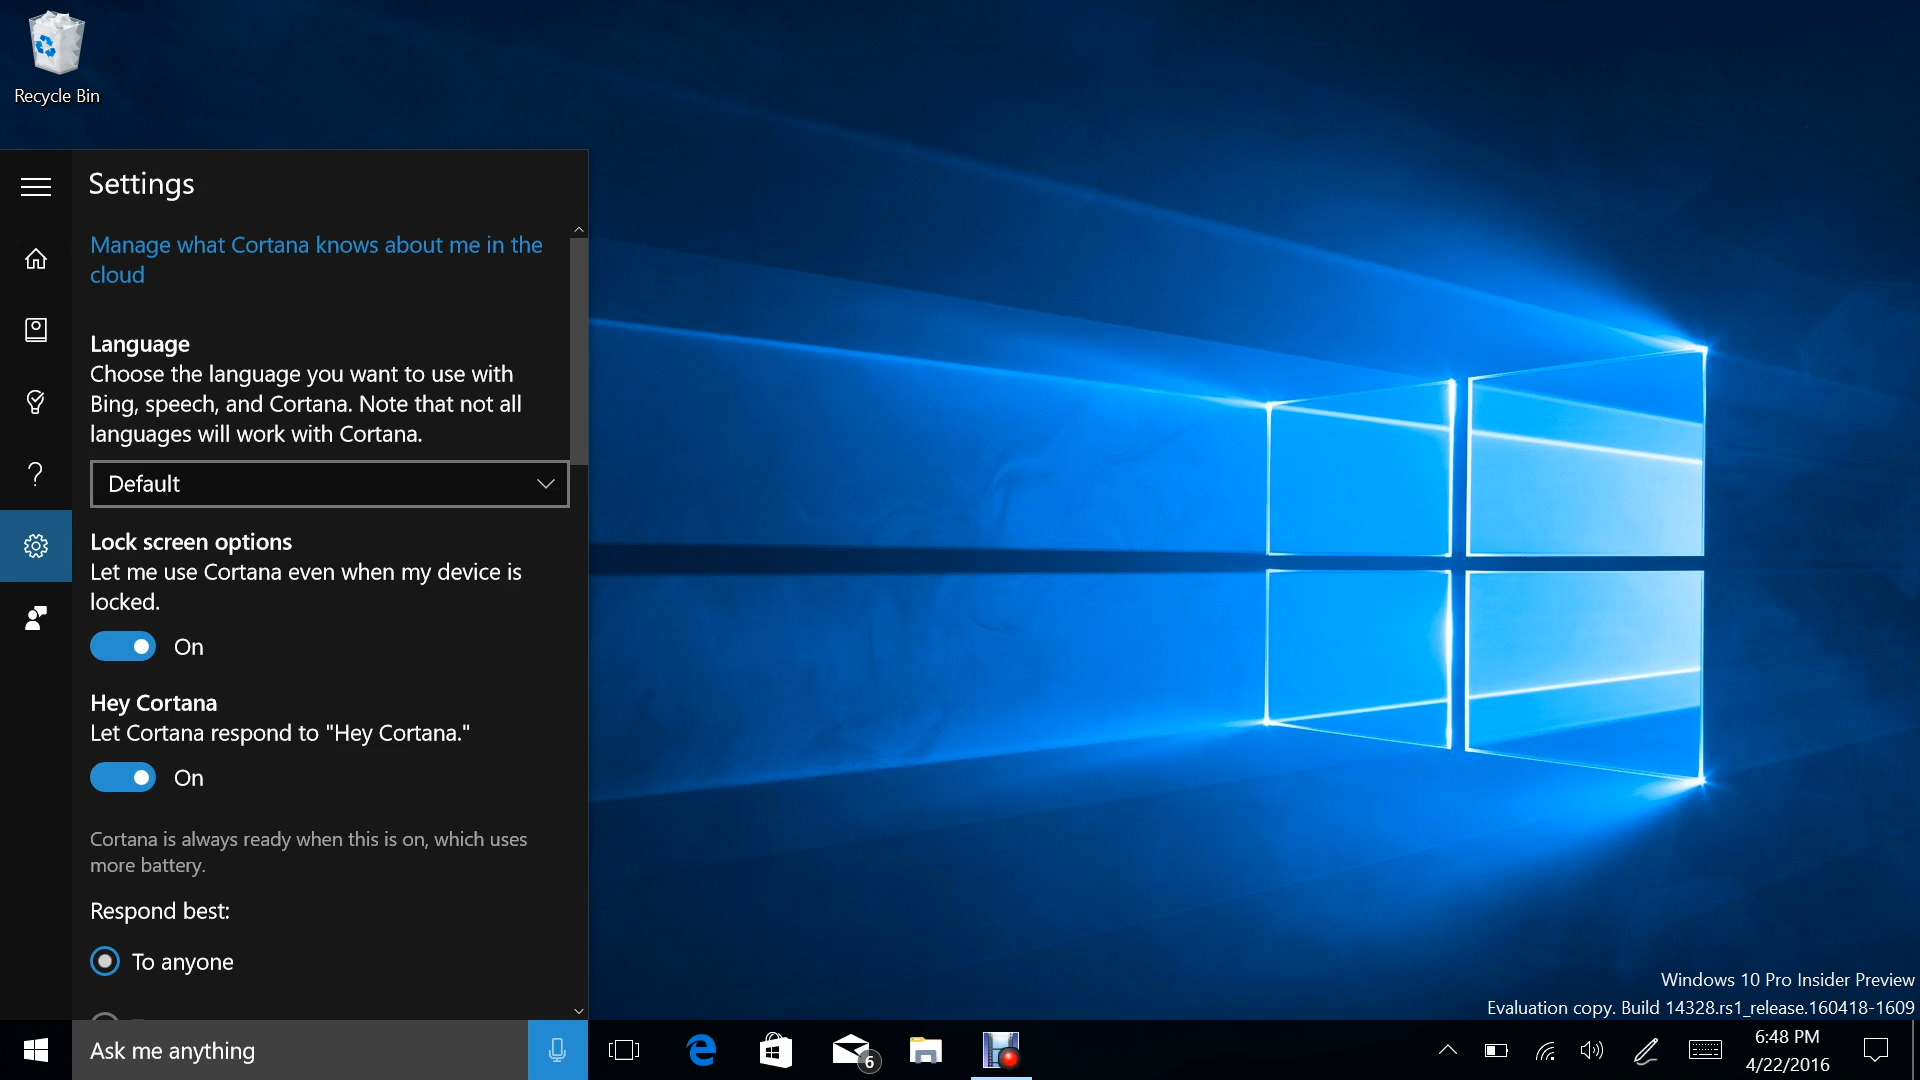 Recycle Bin
Settings
Manage what Cortana knows about me in the
cloud
Language
Choose the language you want to use with
Bing, speech, and Cortana. Note that not all
languages will work with Cortana.
Default
Lock screen options
Let me use Cortana even when my device is
locked.
On
Hey Cortana
Let Cortana respond to "Hey Cortana."
On
Cortana is always ready when this is on, which uses
more battery.
Respond best:
To anyone
Windows 10 Pro Insider Preview
Evaluation copy. Build 14328.rs1_release.160418-1609
Ask me anything
6
6:48 PM
4/22/2016